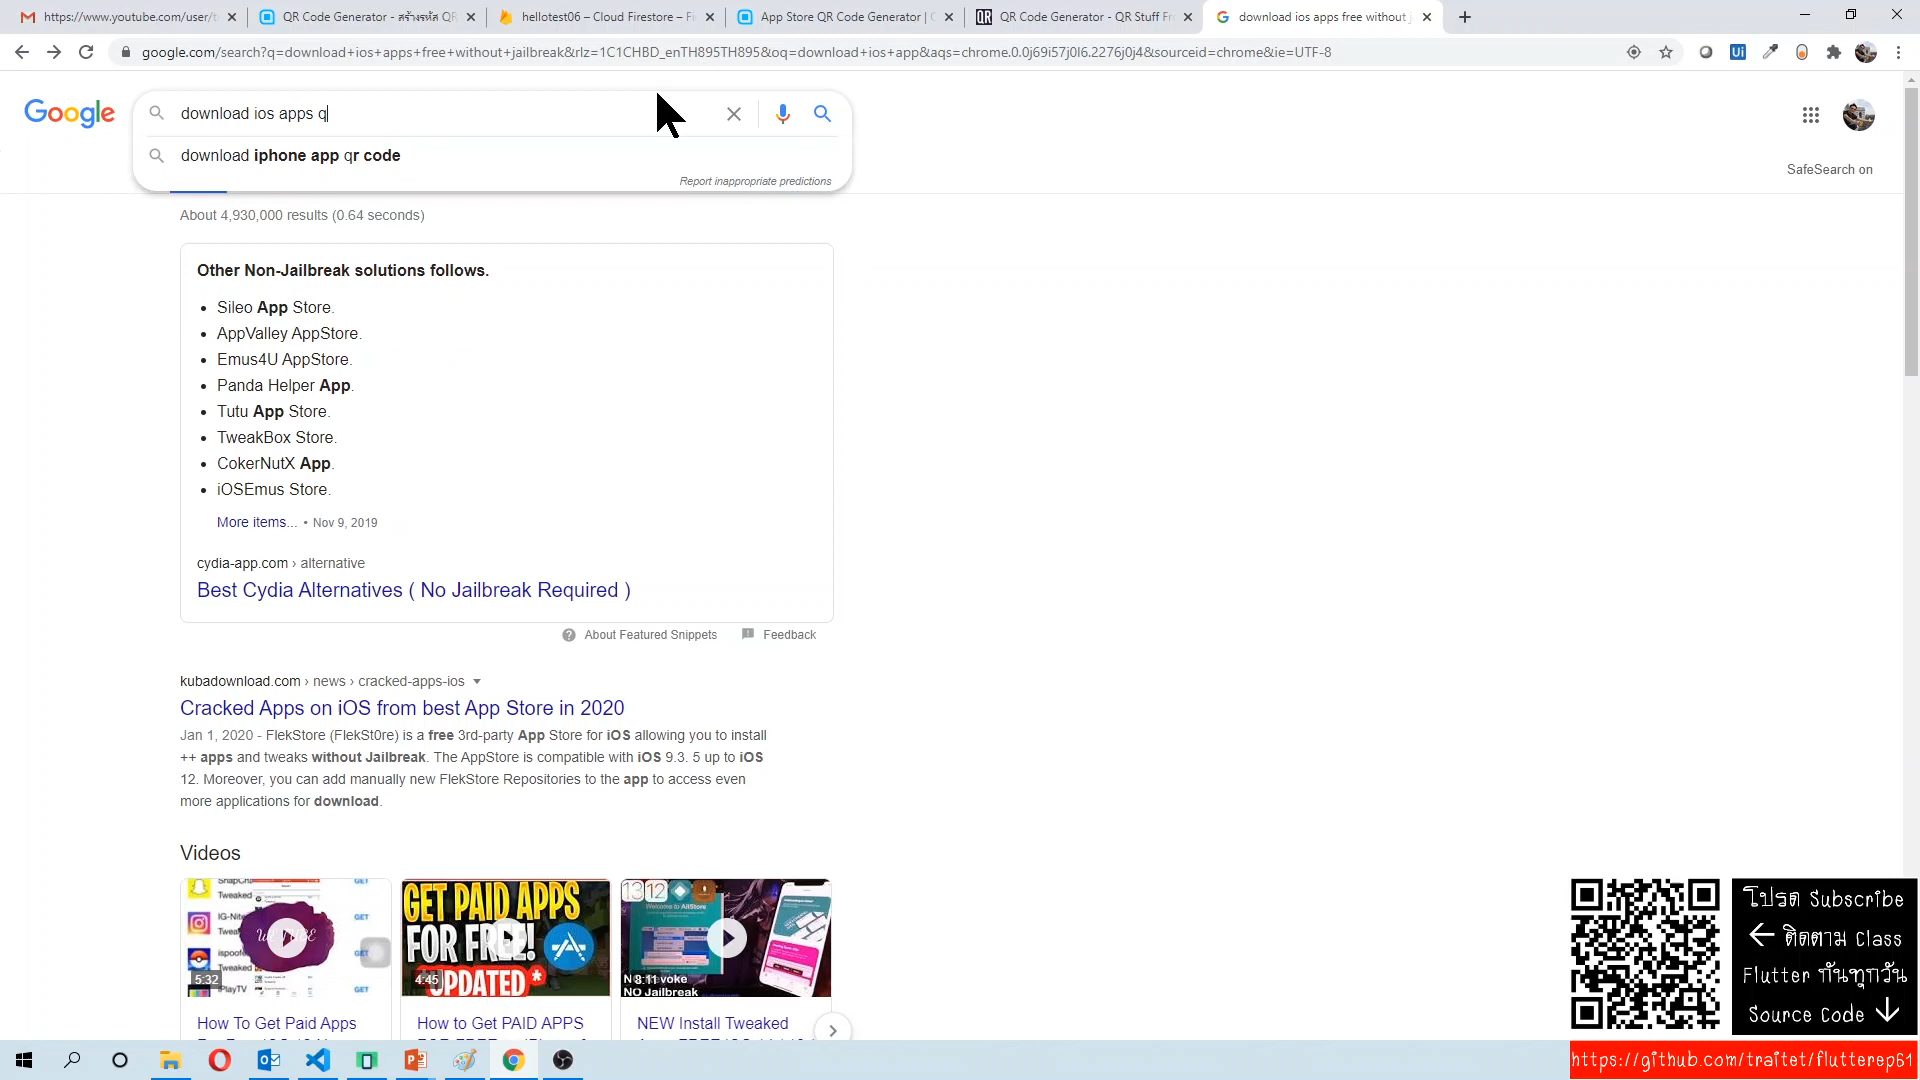 https://www.youtube.com/user/t
QR Code Generator - สร้างรหัส QR
hellotest06 – Cloud Firestore – Fi
App Store QR Code Generator | C
QR Code Generator - QR Stuff Fr
download ios apps free without j
google.com/search?q=download+ios+apps+free+without+jailbreak&rlz=1C1CHBD_enTH895TH895&oq=download+ios+app&aqs=chrome.0.0j69i57j0l6.2276j0j4&sourceid=chrome&ie=UTF-8
Google
download ios apps q
download iphone app qr code
Report inappropriate predictions
SafeSearch on
About 4,930,000 results (0.64 seconds)
Other Non-Jailbreak solutions follows.
• Sileo App Store.
• AppValley AppStore.
• Emus4U AppStore.
• Panda Helper App.
• Tutu App Store.
• TweakBox Store.
• CokerNutX App.
• iOSEmus Store.
More items... • Nov 9, 2019
cydia-app.com › alternative
Best Cydia Alternatives ( No Jailbreak Required )
About Featured Snippets
Feedback
kubadownload.com › news › cracked-apps-ios
Cracked Apps on iOS from best App Store in 2020
Jan 1, 2020 - FlekStore (FlekSt0re) is a free 3rd-party App Store for iOS allowing you to install
++ apps and tweaks without Jailbreak. The AppStore is compatible with iOS 9.3. 5 up to iOS
12. Moreover, you can add manually new FlekStore Repositories to the app to access even
more applications for download.
Videos
Tweaked
GET
5:32
GET PAID APPS
FOR FREE!
UPDATED*
4:45
13 12
Welcome to AltStore
8:11
NO Jailbreak
How To Get Paid Apps
How to Get PAID APPS
NEW Install Tweaked
โปรด Subscribe
← ติดตาม Class
Flutter กันทุกวัน
Source Code ↓
https://github.com/traitet/flutterep61